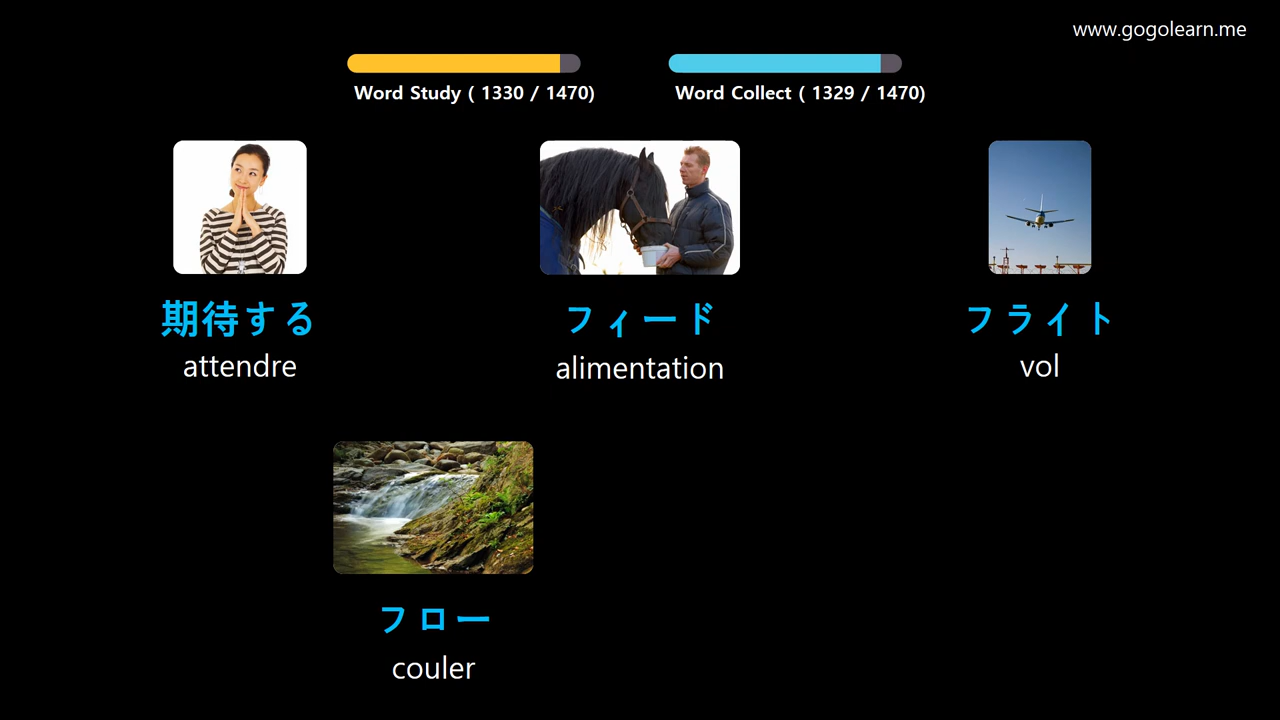 www.gogolearn.me
Word Study ( 1330 / 1470)
Word Collect ( 1329 / 1470)
期待する
attendre
フィード
alimentation
フライト
vol
フロー
couler